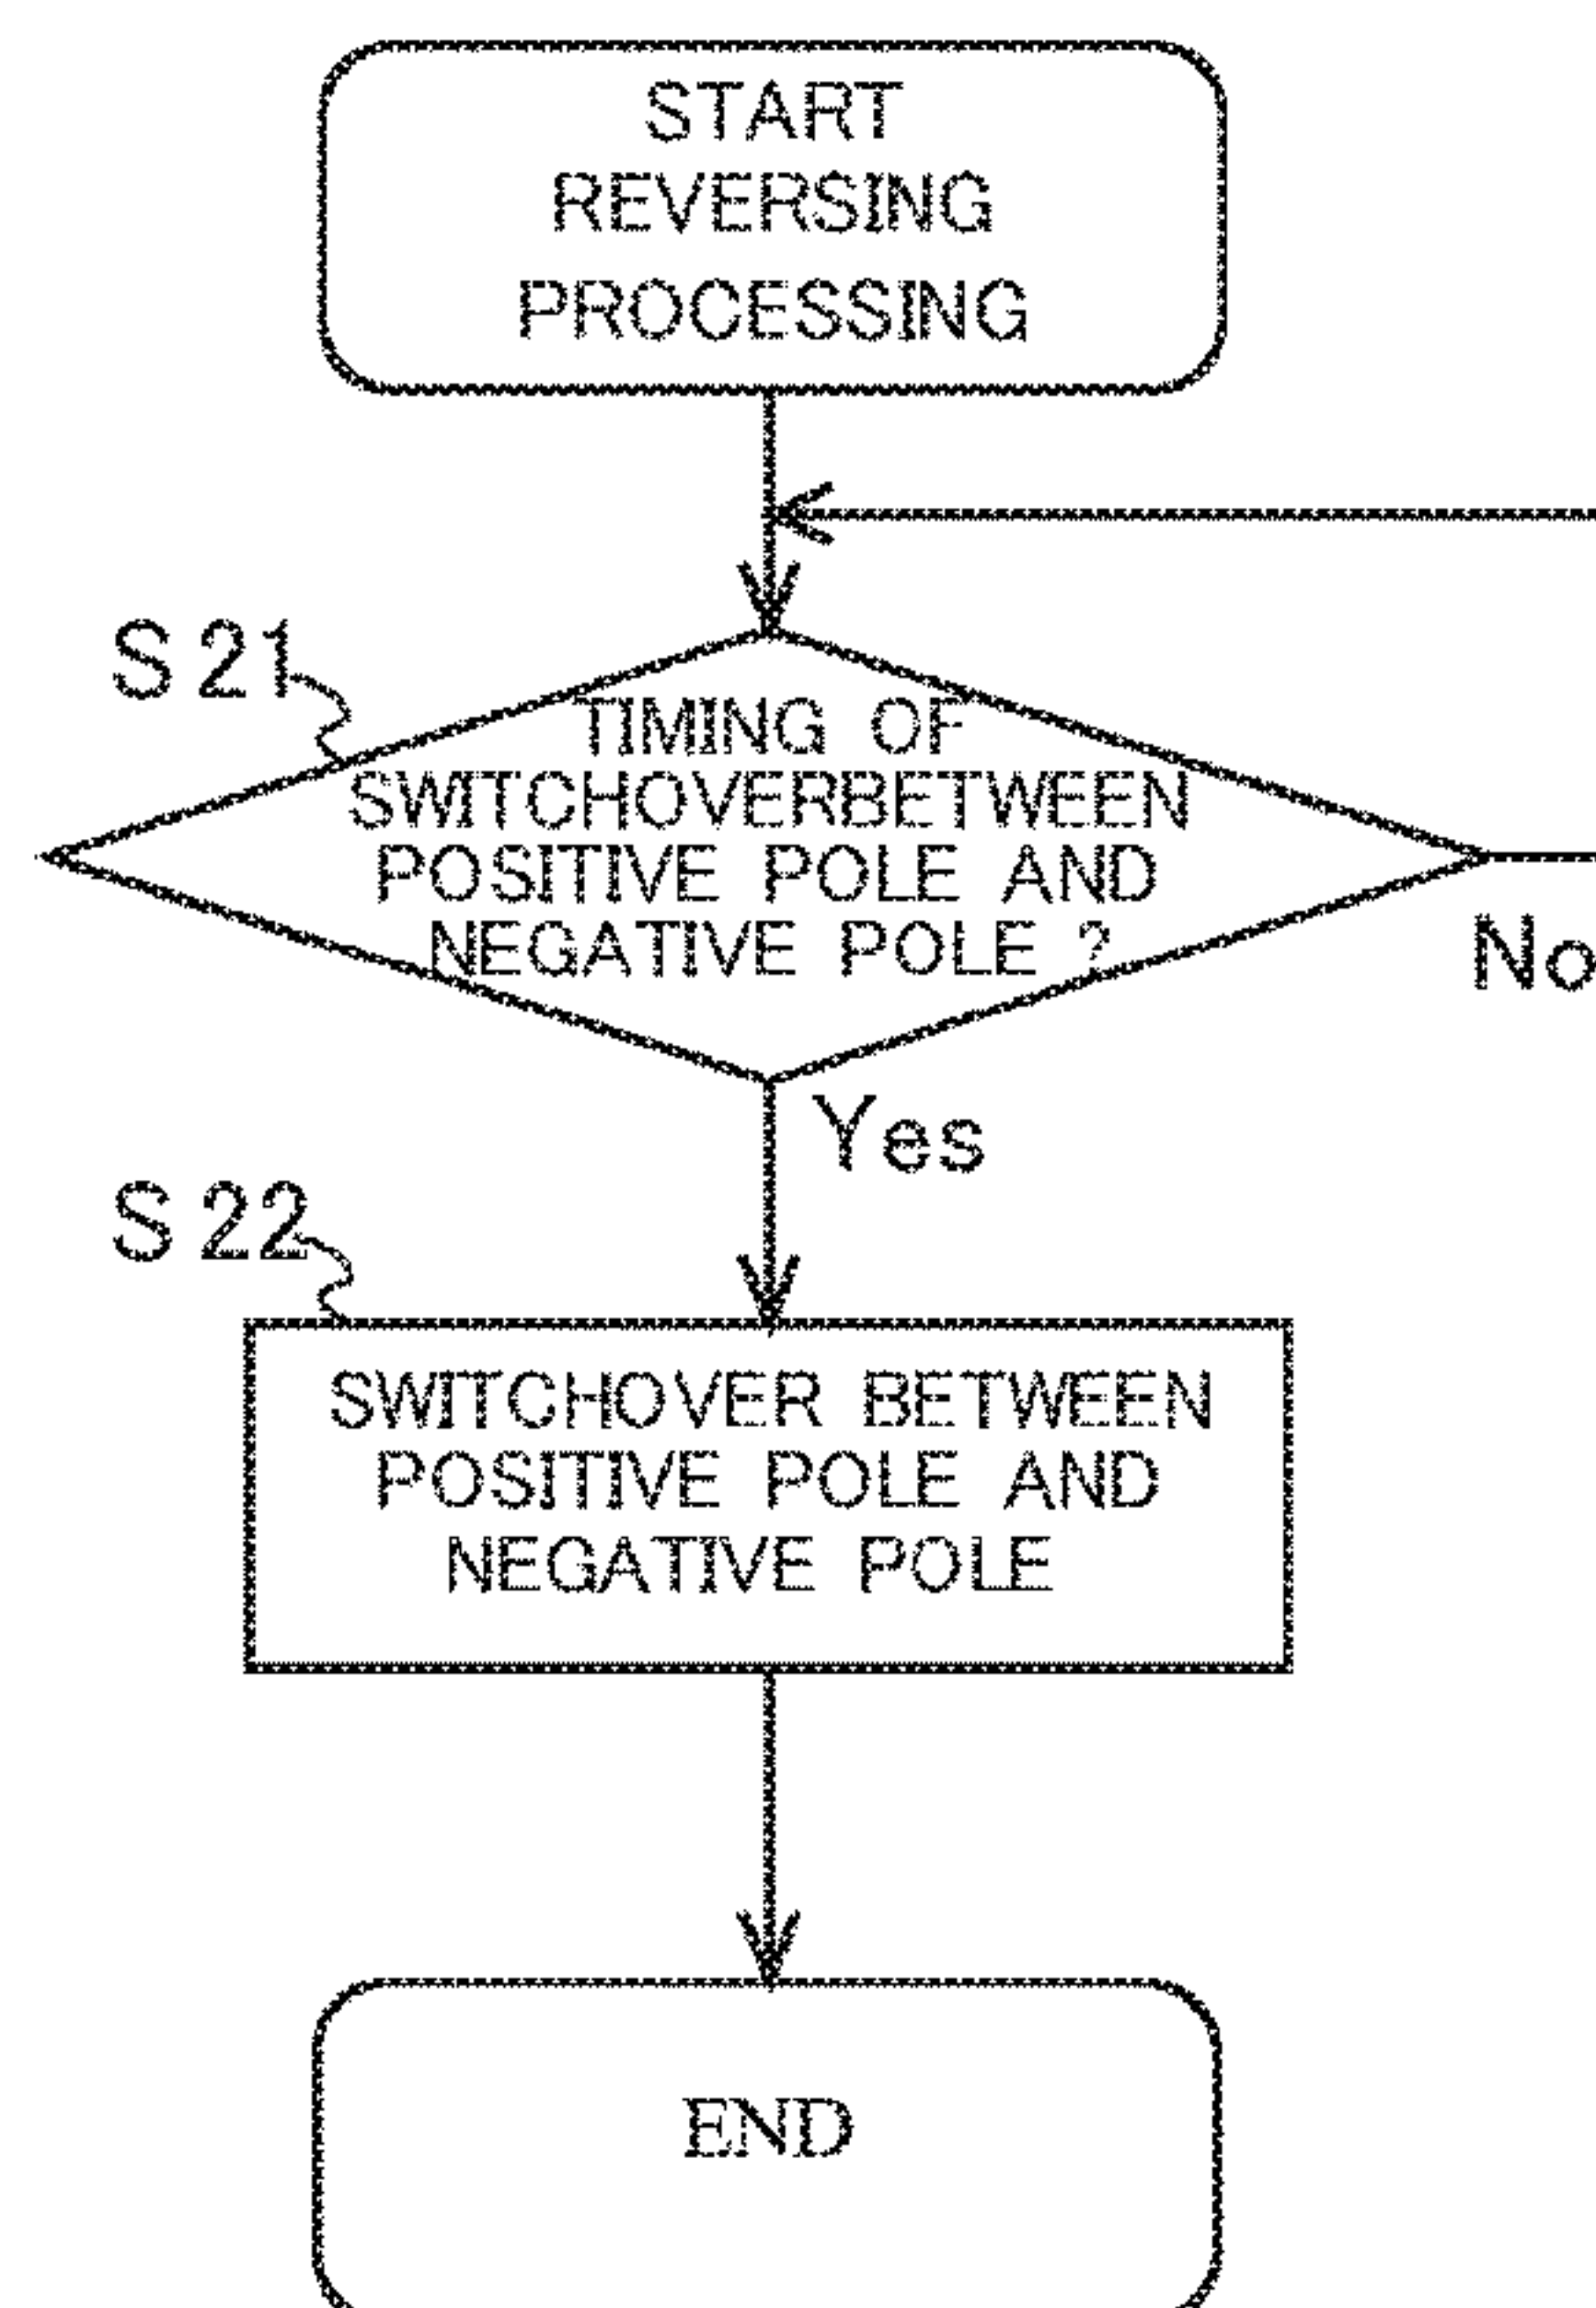 START
REVERSING
PROCESSING
S21
TIMING OF
SWITCHOVERBETWEEN
POSITIVE POLE AND
NEGATIVE POLE ?
No
Yes
S22
SWITCHOVER BETWEEN
POSITIVE POLE AND
NEGATIVE POLE
END